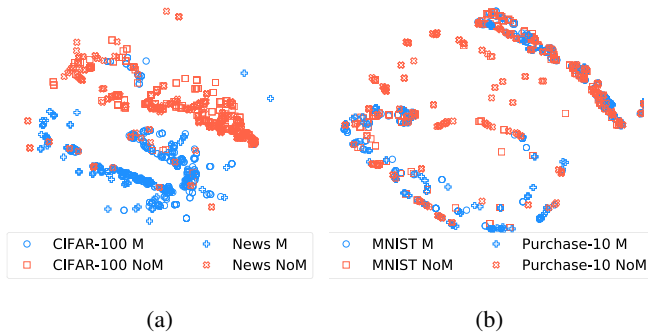 CIFAR-100 M
News M
CIFAR-100 NoM
News NoM
MNIST M
Purchase-10 M
MNIST NoM
Purchase-10 NoM
(a)
(b)